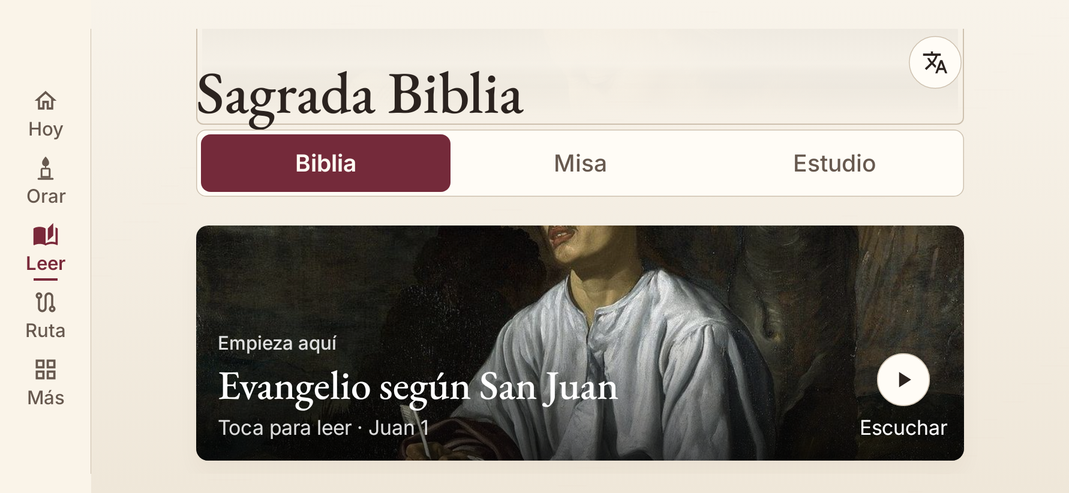 Hoy
Orar
Leer
Ruta
Más
Sagrada Biblia
Biblia
Misa
Estudio
Empieza aquí
Evangelio según San Juan
Toca para leer · Juan 1
Escuchar